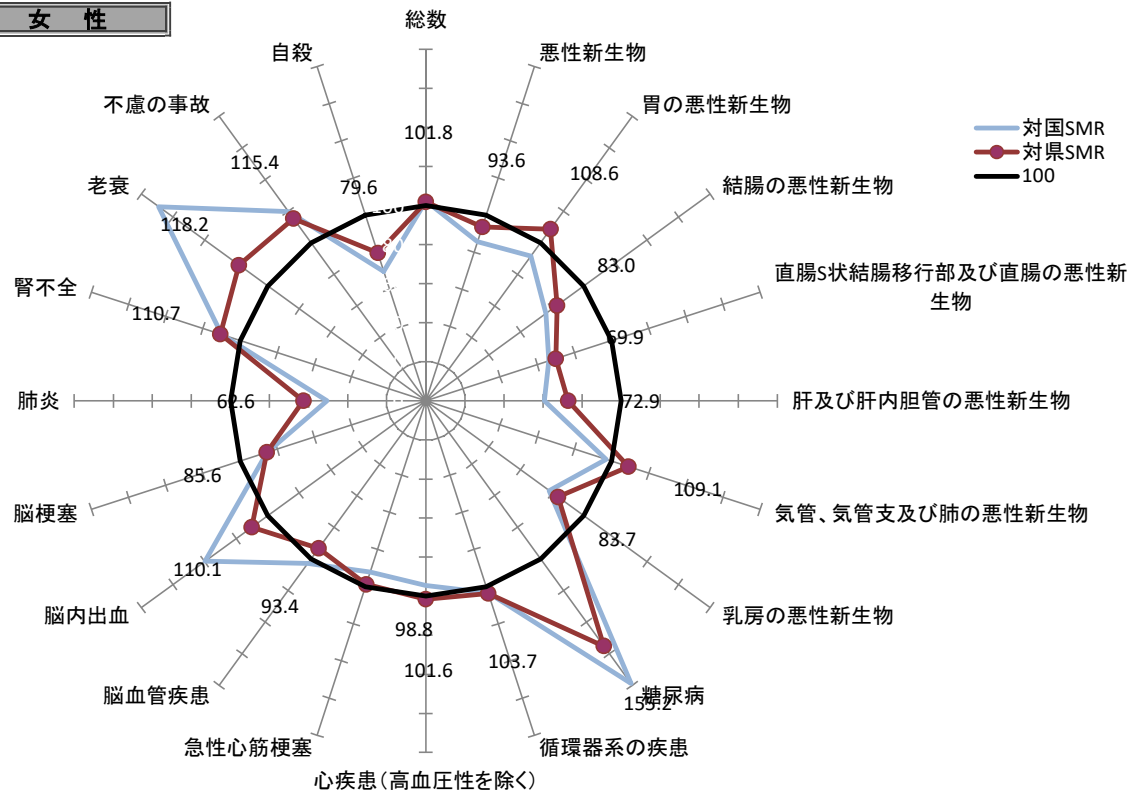 女 性
総数
自殺
悪性新生物
不慮の事故
胃の悪性新生物
対国SMR
対県SMR
100
101.8
115.4
93.6
108.6
79.6
老衰
結腸の悪性新生物
118.2
83.0
腎不全
直腸S状結腸移行部及び直腸の悪性新
生物
110.7
69.9
肺炎
62.6
72.9
肝及び肝内胆管の悪性新生物
85.6
109.1
脳梗塞
気管、気管支及び肺の悪性新生物
83.7
110.1
脳内出血
93.4
乳房の悪性新生物
98.8
101.6
103.7
脳血管疾患
糖尿病
155.2
急性心筋梗塞
循環器系の疾患
心疾患(高血圧性を除く)